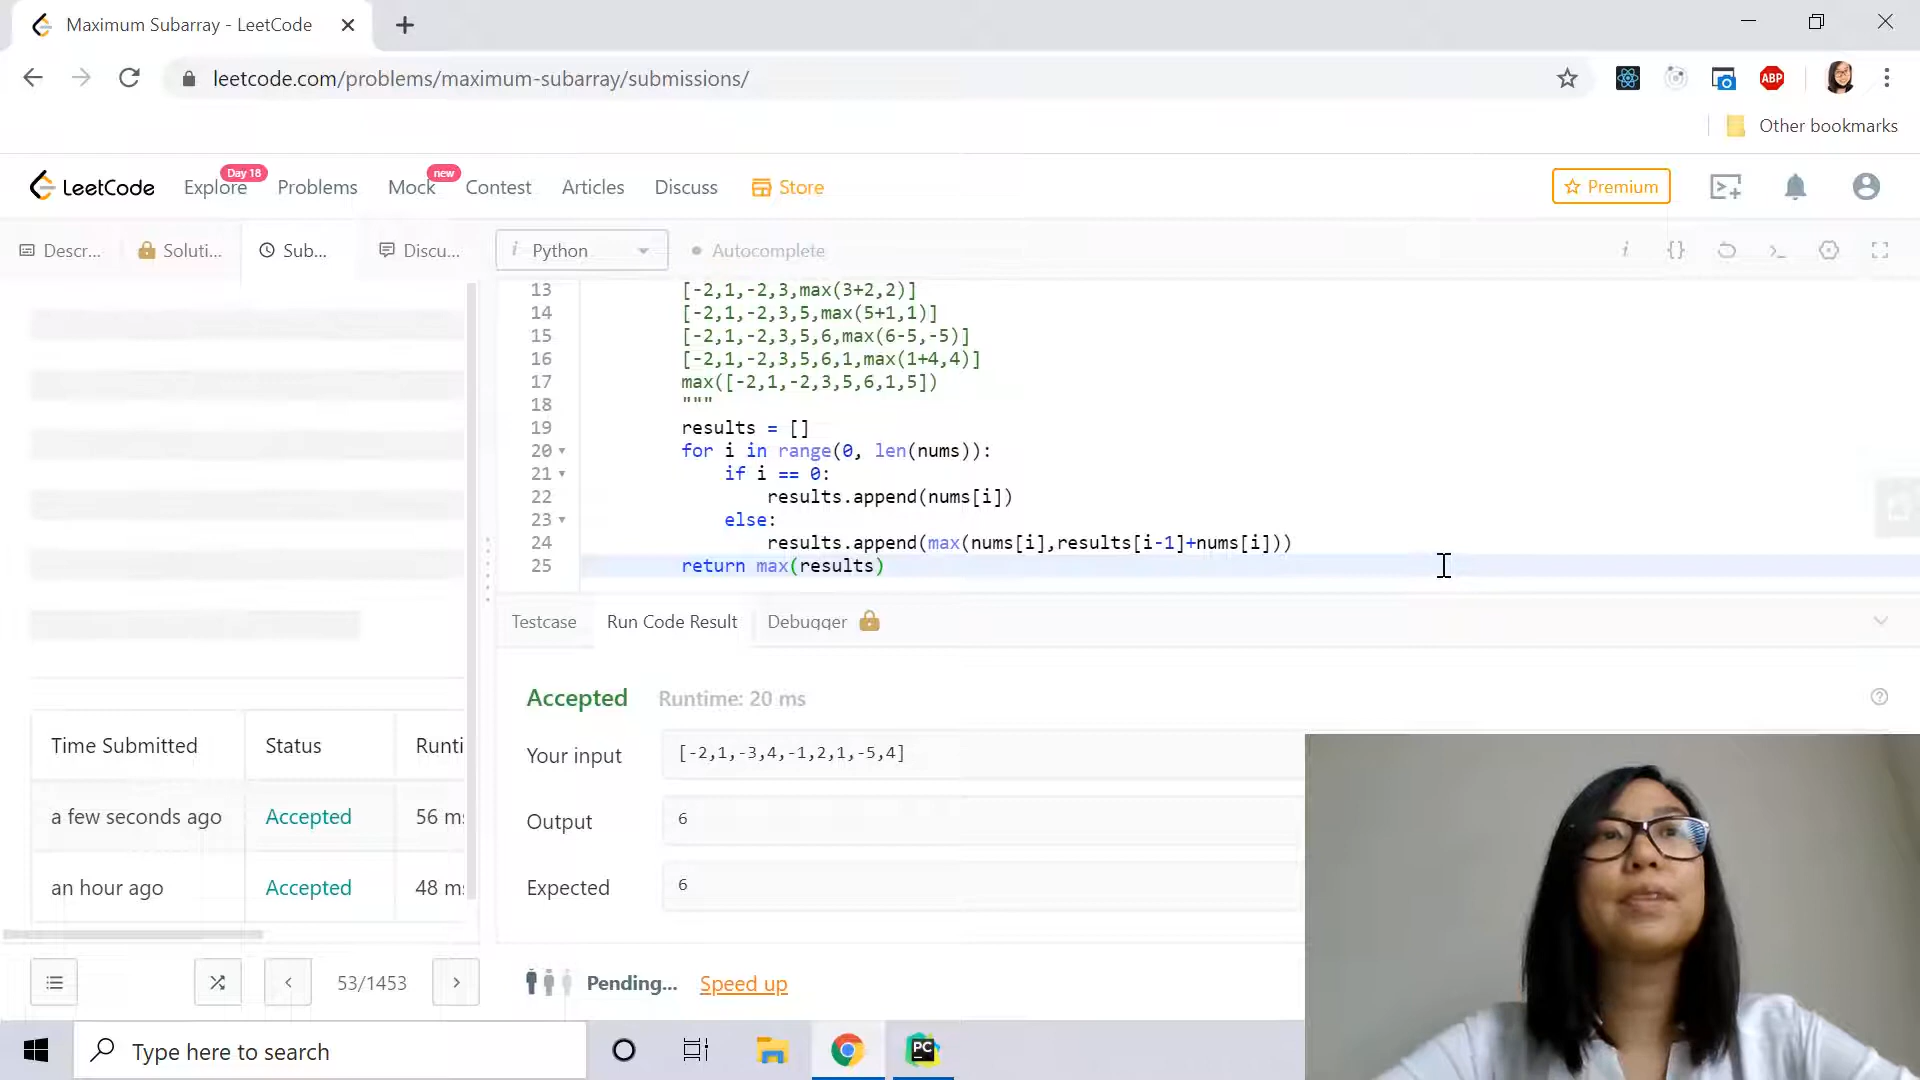 Maximum Subarray - LeetCode
leetcode.com/problems/maximum-subarray/submissions/
ABP
Other bookmarks
LeetCode
Explore
Day 18
Problems
Mock
new
Contest
Articles
Discuss
Store
Premium
Descr...
Soluti...
Sub...
Discu...
i Python
Autocomplete
i
{}
>_
13 [-2,1,-2,3,max(3+2,2)]
14 [-2,1,-2,3,5,max(5+1,1)]
15 [-2,1,-2,3,5,6,max(6-5,-5)]
16 [-2,1,-2,3,5,6,1,max(1+4,4)]
17 max([-2,1,-2,3,5,6,1,5])
18 """
19 results = []
20 for i in range(0, len(nums)):
21 if i == 0:
22 results.append(nums[i])
23 else:
24 results.append(max(nums[i],results[i-1]+nums[i]))
25 return max(results)
Testcase
Run Code Result
Debugger
Accepted
Runtime: 20 ms
Your input
[-2,1,-3,4,-1,2,1,-5,4]
Output
6
Expected
6
Time Submitted
Status
Runti
a few seconds ago
Accepted
56 m
an hour ago
Accepted
48 m
53/1453
Pending...
Speed up
Type here to search
PC